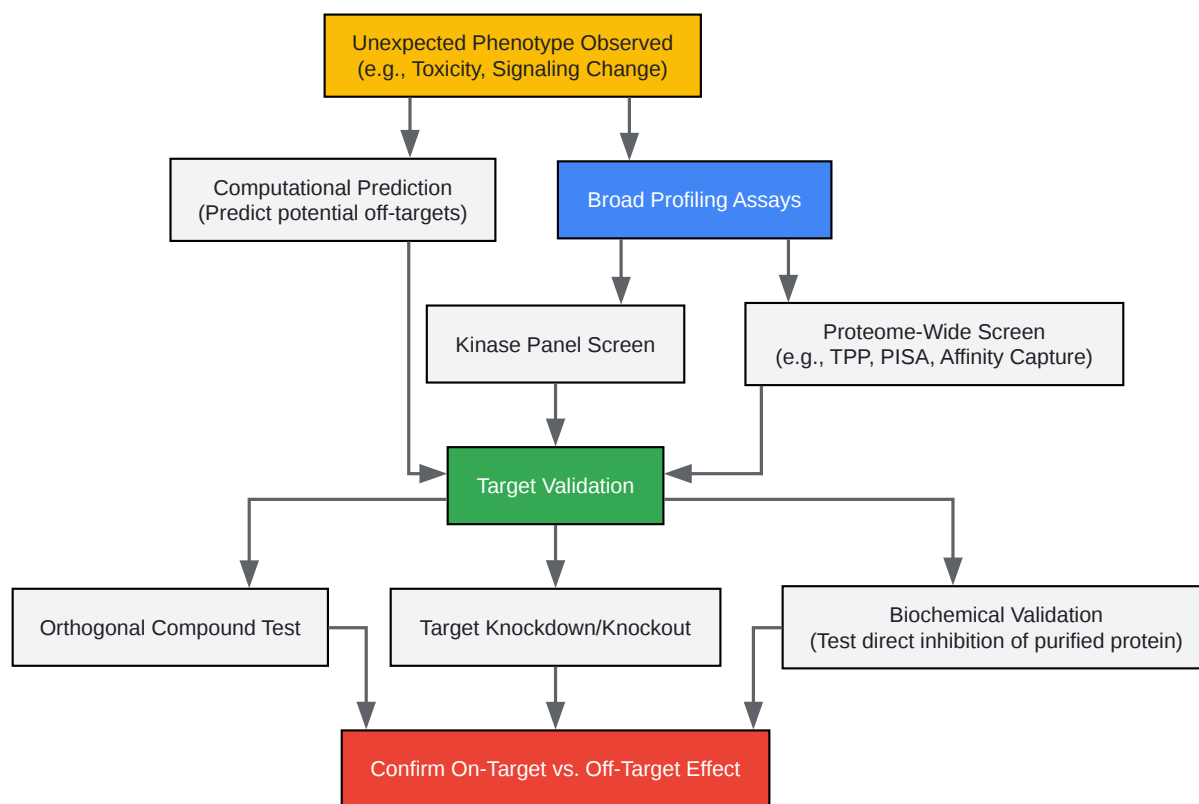 Unexpected Phenotype Observed
(e.g., Toxicity, Signaling Change)
Computational Prediction
(Predict potential off-targets)
Broad Profiling Assays
Kinase Panel Screen
Proteome-Wide Screen
(e.g., TPP, PISA, Affinity Capture)
Target Validation
Orthogonal Compound Test
Target Knockdown/Knockout
Biochemical Validation
(Test direct inhibition of purified protein)
Confirm On-Target vs. Off-Target Effect